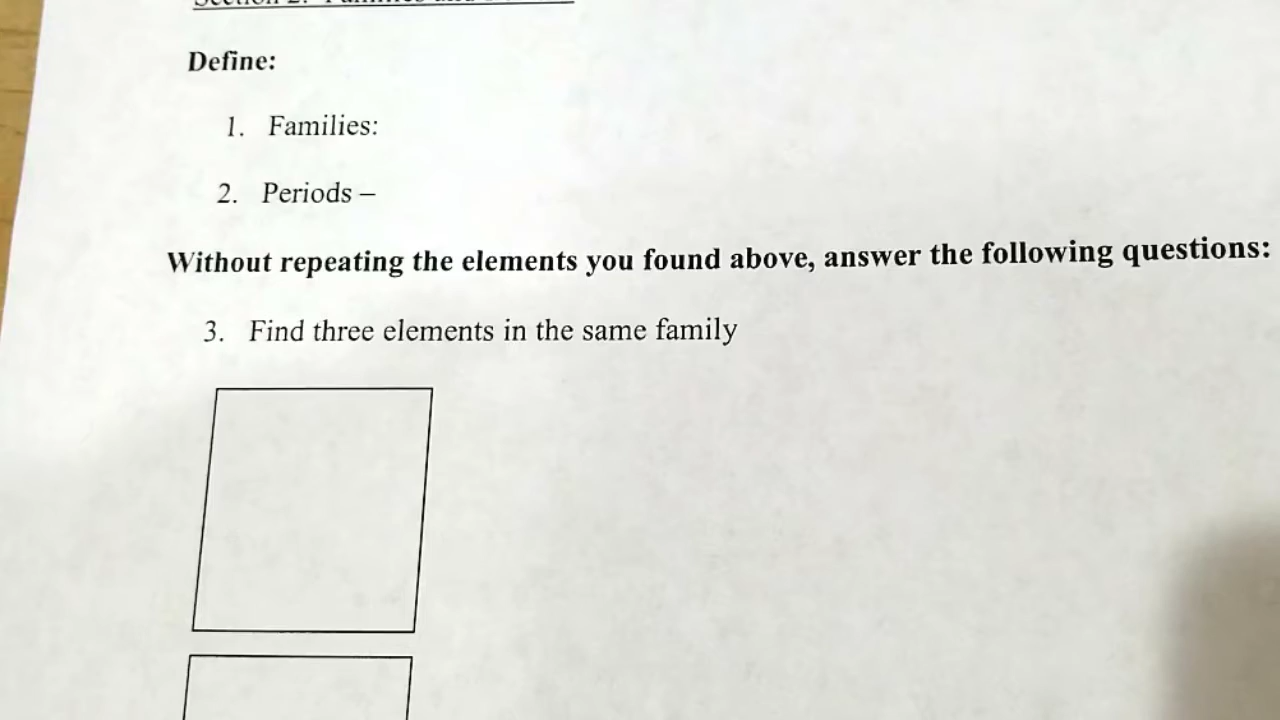 Define:
1. Families:
2. Periods –
Without repeating the elements you found above, answer the following questions:
3. Find three elements in the same family